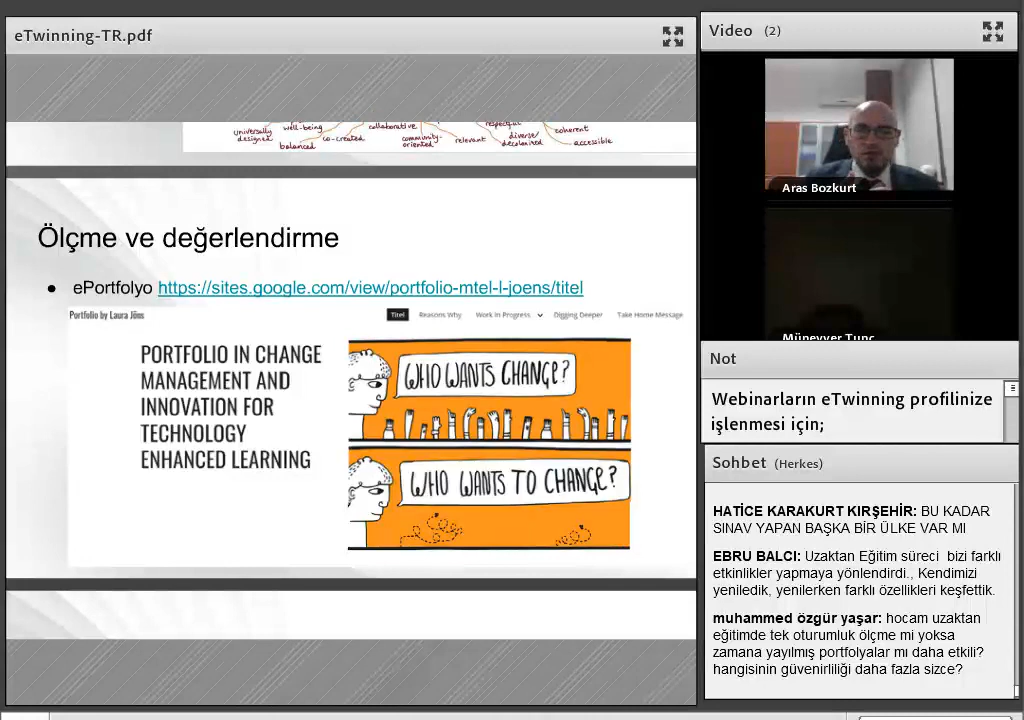 eTwinning-TR.pdf
universally designed
well-being
balanced
co-created
collaborative
community-oriented
relevant
respectful
diverse/
decolonized
coherent
accessible
Ölçme ve değerlendirme
● ePortfolyo https://sites.google.com/view/portfolio-mtel-l-joens/titel
Portfolio by Laura Jöns
Titel Reasons Why Work in Progress Digging Deeper Take Home Message
PORTFOLIO IN CHANGE
MANAGEMENT AND
INNOVATION FOR
TECHNOLOGY
ENHANCED LEARNING
WHO WANTS CHANGE?
WHO WANTS TO CHANGE?
Video (2)
Aras Bozkurt
Münevver Tunç
Not
Webinarların eTwinning profilinize
işlenmesi için;
Sohbet (Herkes)
HATİCE KARAKURT KIRŞEHİR: BU KADAR
SINAV YAPAN BAŞKA BİR ÜLKE VAR MI
EBRU BALCI: Uzaktan Eğitim süreci bizi farklı
etkinlikler yapmaya yönlendirdi., Kendimizi
yeniledik, yenilerken farklı özellikleri keşfettik.
muhammed özgür yaşar: hocam uzaktan
eğitimde tek oturumluk ölçme mi yoksa
zamana yayılmış portfolyalar mı daha etkili?
hangisinin güvenirliliği daha fazla sizce?